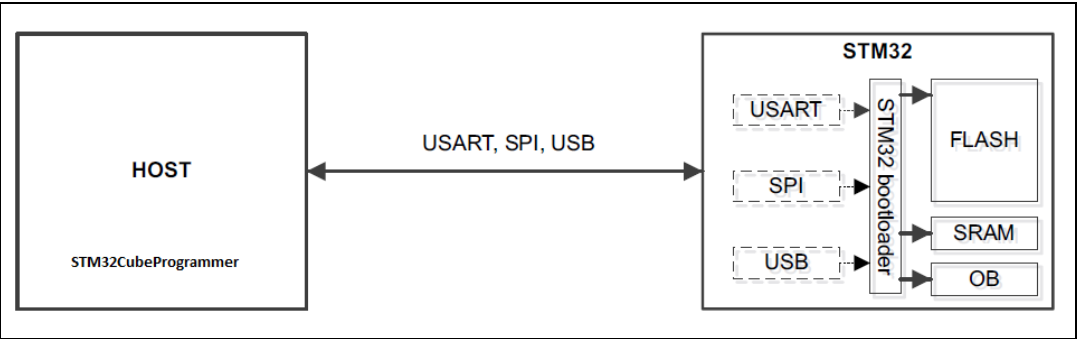 HOST
STM32CubeProgrammer
USART, SPI, USB
STM32
USART
SPI
USB
STM32 bootloader
FLASH
SRAM
OB